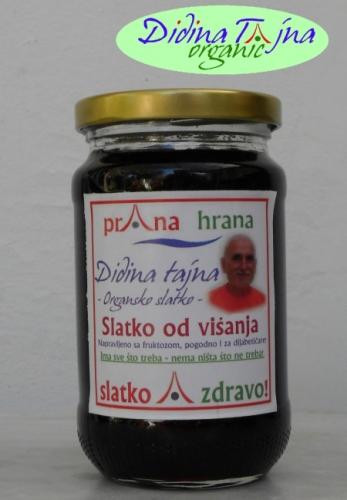 Didina Tajna
organic
prAna hrana
Didina tajna
- Organsko slatko -
Slatko od višanja
Napravljeno sa fruktozom, pogodno i za dijabetičare
Ima sve što treba - nema ništa što ne treba!
slatko A zdravo!